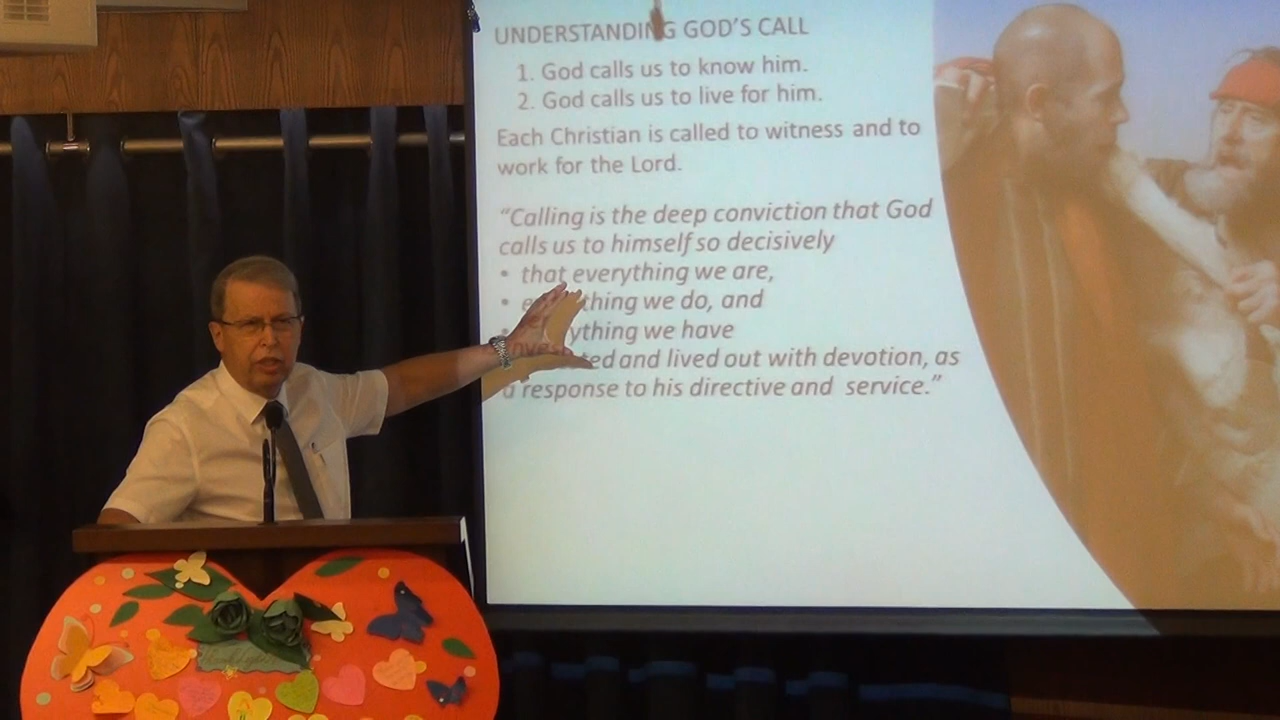 UNDERSTANDING GOD'S CALL
1. God calls us to know him.
2. God calls us to live for him.
Each Christian is called to witness and to
work for the Lord.
“Calling is the deep conviction that God
calls us to himself so decisively
• that everything we are,
• thing we do, and
• ything we have
ted and lived out with devotion, as
a response to his directive and service.”